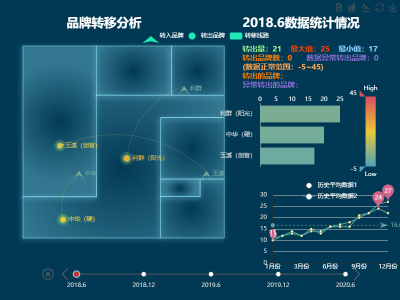 品牌转移分析
2018.6数据统计情况
转入品牌 转出品牌 转移线路
转出量：21 最大值：25 最小值：17
转出品牌数：0 异常转出品牌数：0
(数据正常范围：-5~45)
转出的品牌：
异常转出的品牌：
利群
玉溪（创客）
利群（阳光）
中华
玉溪
中华（硬）
0 5 10 15 20 25
利群（阳光）
中华（硬）
玉溪（创客）
45
High
-5
Low
历史平均数据1
历史平均数据2
30
25
20
15
10
5
0
24
27
11
1月份 3月份 6月份 9月份 12月份
2018.6 2018.12 2019.6 2019.12 2020.6